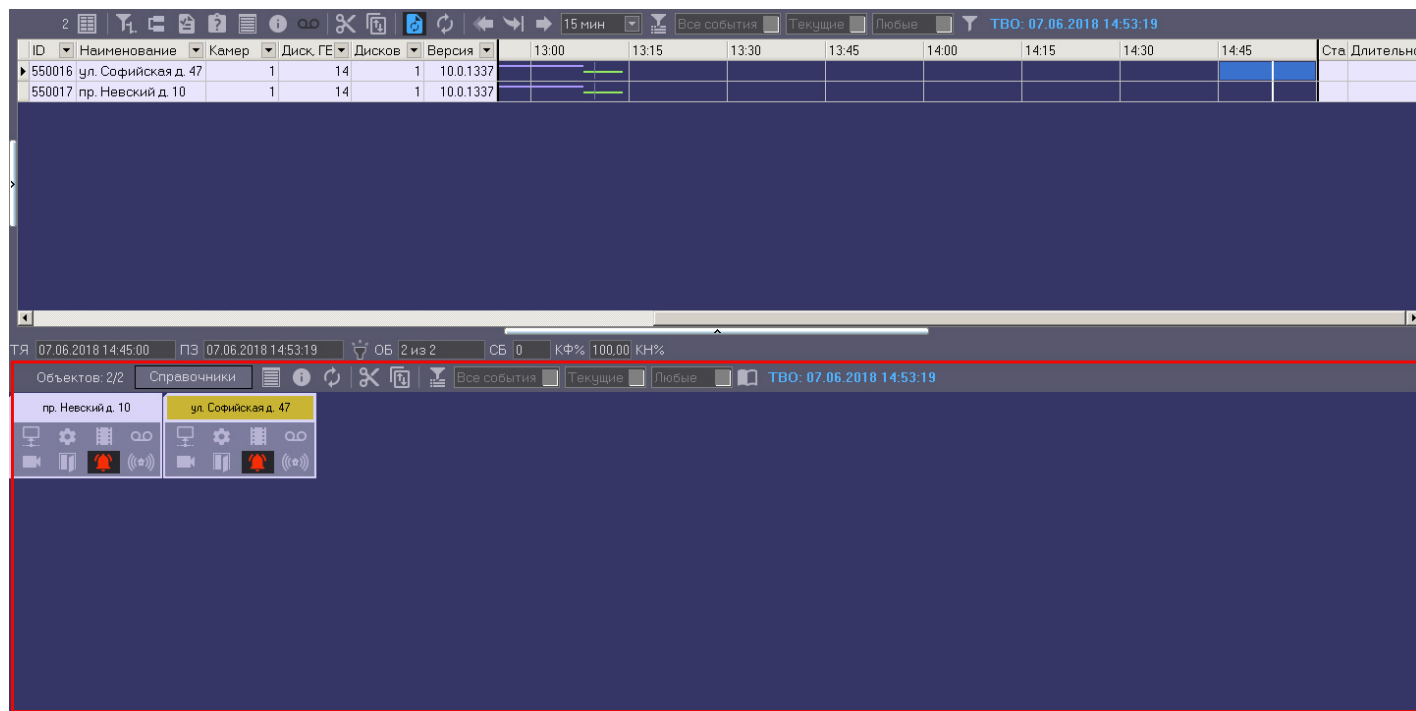 2 15 мин Все события Текущие Любые ТВО: 07.06.2018 14:53:19
ID Наименование Камер Диск, ГЕ Дисков Версия 13:00 13:15 13:30 13:45 14:00 14:15 14:30 14:45 Ста Длительно
550016 ул. Софийская д. 47 1 14 1 10.0.1337
550017 пр. Невский д. 10 1 14 1 10.0.1337
ТЯ 07.06.2018 14:45:00 ПЗ 07.06.2018 14:53:19 ОБ 2 из 2 СБ 0 КФ% 100,00 КН%
Объектов: 2/2 Справочники Все события Текущие Любые ТВО: 07.06.2018 14:53:19
пр. Невский д. 10 ул. Софийская д. 47